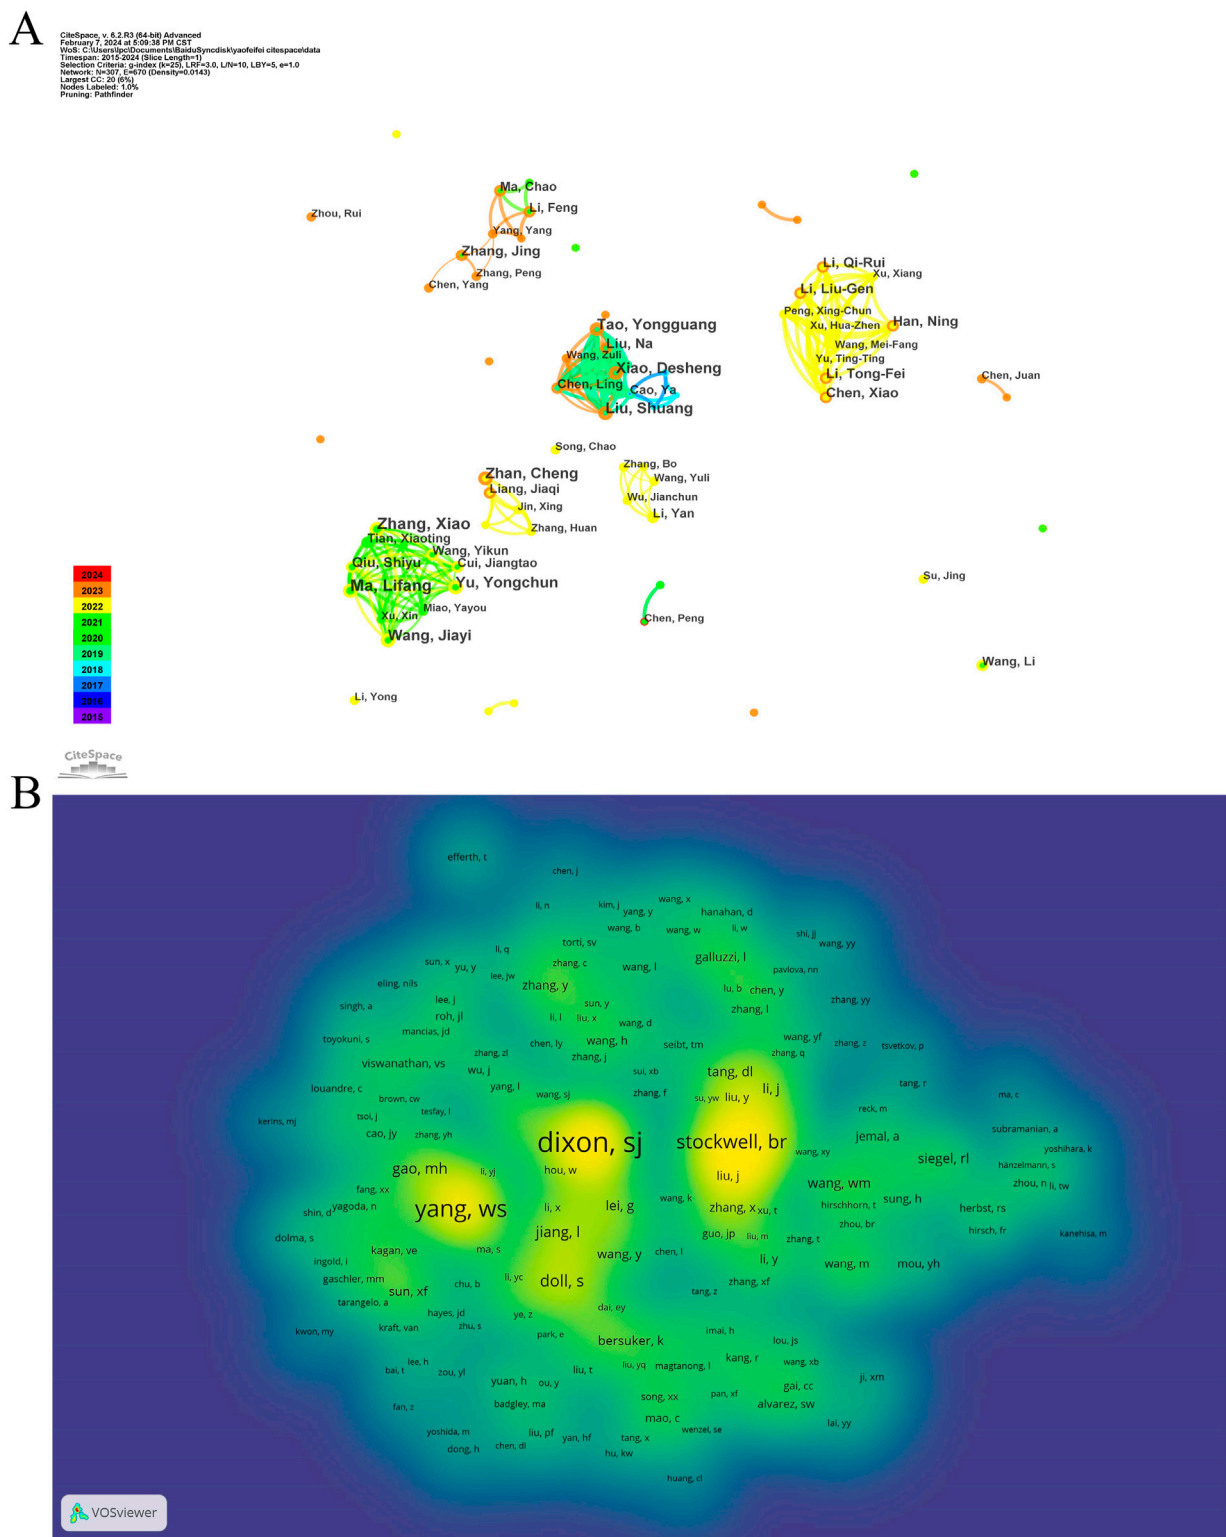 A
CiteSpace, v. 6.2.R3 (64-bit) Advanced
February 7, 2024 at 5:09:38 PM CST
WoS: C:\Users\lpc\Documents\BaiduSyncdisk\yaofeifei citespace\data
Timespan: 2015-2024 (Slice Length=1)
Selection Criteria: g-index (k=25), LRF=3.0, L/N=10, LBY=5, e=1.0
Network: N=307, E=670 (Density=0.0143)
Largest CC: 20 (6%)
Nodes Labeled: 1.0%
Pruning: Pathfinder
Ma, Chao
Zhou, Rui
Li, Feng
Yang, Yang
Zhang, Jing
Zhang, Peng
Chen, Yang
Li, Qi-Rui
Xu, Xiang
Li, Liu-Gen
Peng, Xing-Chun
Xu, Hua-Zhen
Han, Ning
Wang, Mei-Fang
Yu, Ting-Ting
Li, Tong-Fei
Chen, Xiao
Tao, Yongguang
Liu, Na
Wang, Zuli
Xiao, Desheng
Chen, Ling
Cao, Ya
Liu, Shuang
Chen, Juan
Song, Chao
Zhan, Cheng
Liang, Jiaqi
Jin, Xing
Zhang, Huan
Zhang, Bo
Wang, Yuli
Wu, Jianchun
Li, Yan
Zhang, Xiao
Tian, Xiaoting
Wang, Yikun
Qiu, Shiyu
Cui, Jiangtao
Ma, Lifang
Yu, Yongchun
Miao, Yayou
Xu, Xin
Wang, Jiayi
Chen, Peng
Su, Jing
Wang, Li
Li, Yong
2024
2023
2022
2021
2020
2019
2018
2017
2016
2015
CiteSpace
B
efferth, t
chen, j
li, n
kim, j
wang, x
yang, y
hanahan, d
wang, b
wang, w
li, w
shi, jj
wang, yy
li, q
torti, sv
galluzzi, l
sun, x
yu, y
zhang, c
wang, l
pavlova, nn
lee, jw
eling, nils
zhang, y
lu, b
chen, y
singh, a
lee, j
sun, y
zhang, l
zhang, yy
roh, jl
li, l
liu, x
wang, d
toyokuni, s
mancias, jd
chen, ly
wang, h
seibt, tm
wang, yf
zhang, z
tsvetkov, p
viswanathan, vs
zhang, zl
zhang, j
zhang, q
wu, j
sui, xb
tang, dl
louandre, c
yang, l
wang, sj
zhang, f
li, j
tang, r
brown, cw
su, yw
liu, y
ma, c
tsoi, j
tesfay, l
reck, m
kerins, mj
cao, jy
zhang, yh
dixon, sj
stockwell, br
jemal, a
subramanian, a
wang, xy
yoshihara, k
gao, mh
li, yj
hou, w
liu, j
siegel, rl
hänzelmann, s
fang, xx
wang, k
wang, wm
zhou, n
li, tw
shin, d
yagoda, n
yang, ws
li, x
lei, g
zhang, x
xu, t
hirschhorn, t
sung, h
herbst, rs
dolma, s
jiang, l
guo, jp
liu, m
zhang, t
zhou, br
hirsch, fr
kanehisa, m
kagan, ve
ma, s
wang, y
chen, l
li, y
wang, m
mou, yh
ingold, i
gaschler, mm
sun, xf
chu, b
li, yc
doll, s
zhang, xf
tang, z
tarangelo, a
hayes, jd
ye, z
dai, ey
kwon, my
kraft, van
zhu, s
park, e
bersuker, k
imai, h
lou, js
bai, t
lee, h
zou, yl
liu, t
liu, yq
magtanong, l
kang, r
wang, xb
yuan, h
ou, y
gai, cc
ji, xm
fan, z
badgley, ma
song, xx
pan, xf
alvarez, sw
mao, c
yoshida, m
liu, pf
yan, hf
tang, x
wenzel, se
lai, yy
dong, h
chen, dl
hu, kw
huang, cl
VOSviewer